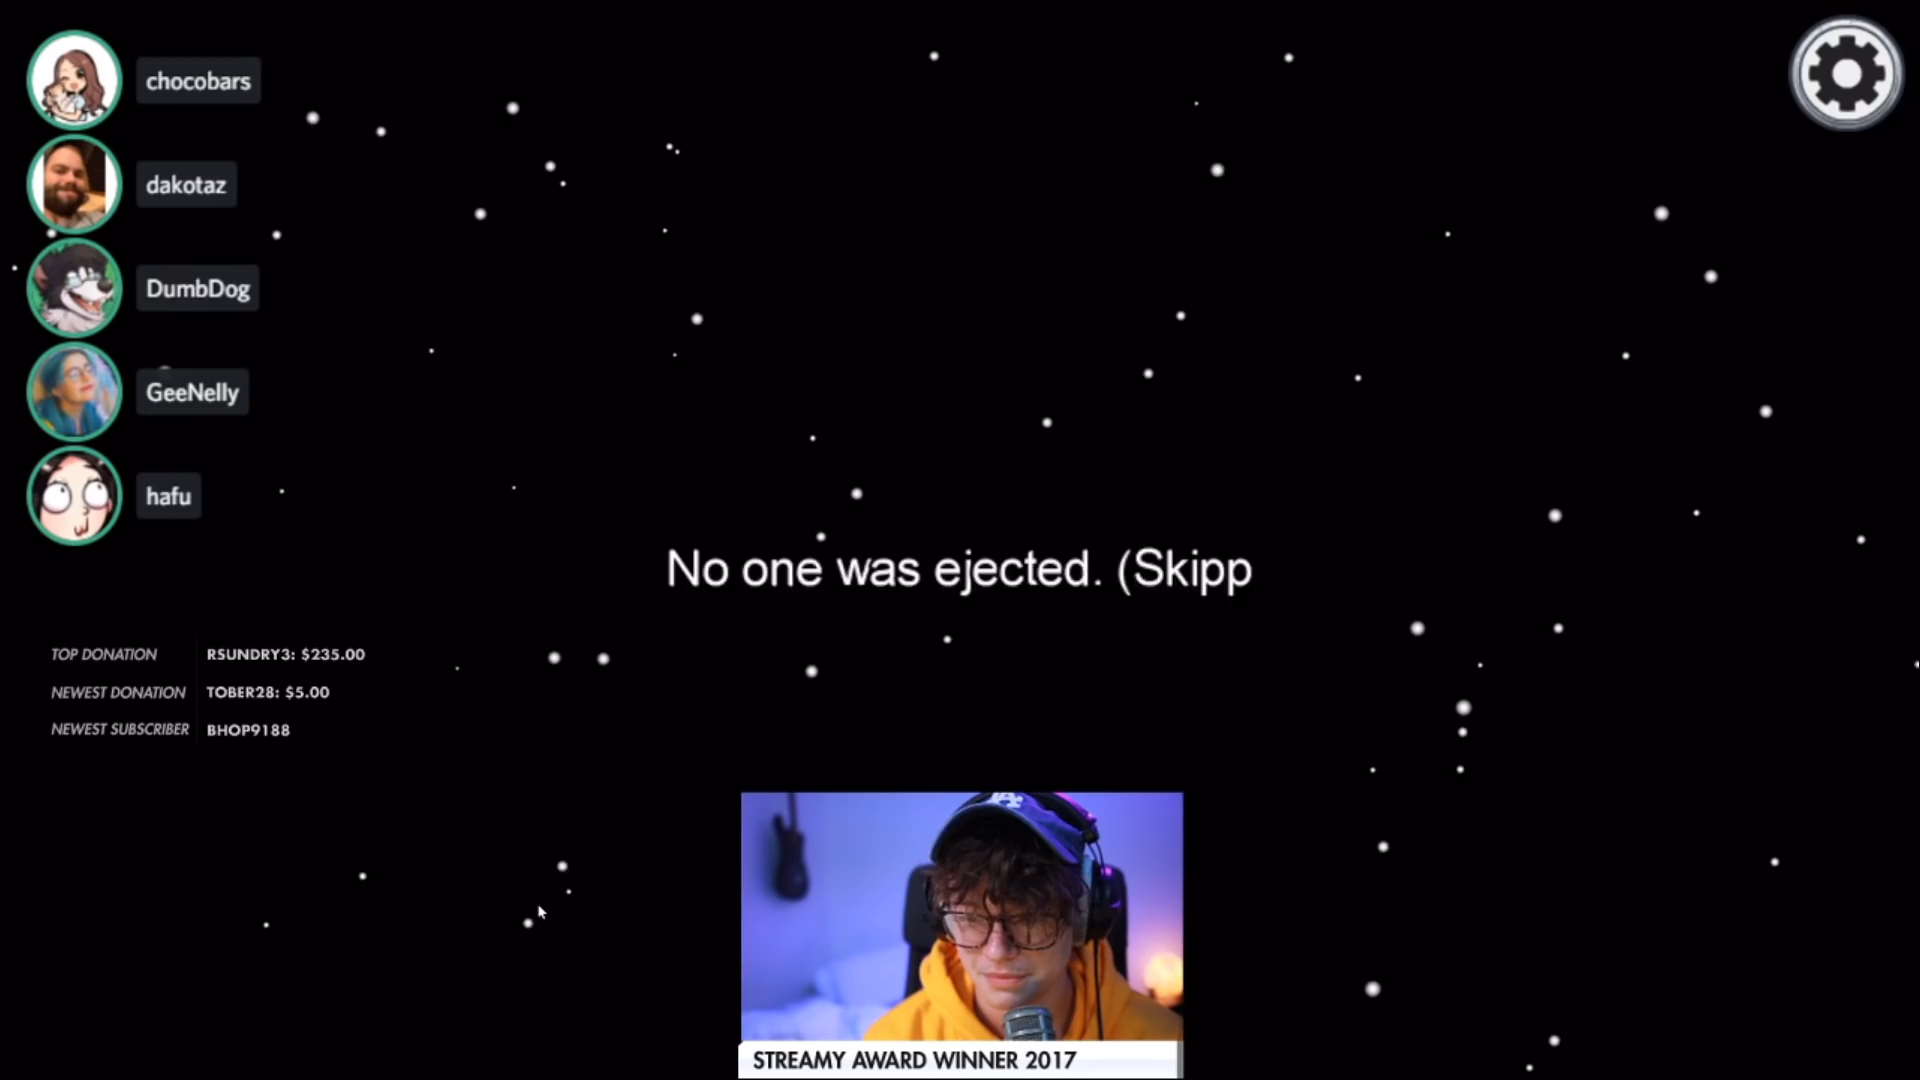 chocobars
dakotaz
DumbDog
GeeNelly
hafu
No one was ejected. (Skipp
TOP DONATION RSUNDRY3: $235.00
NEWEST DONATION TOBER28: $5.00
NEWEST SUBSCRIBER BHOP9188
STREAMY AWARD WINNER 2017